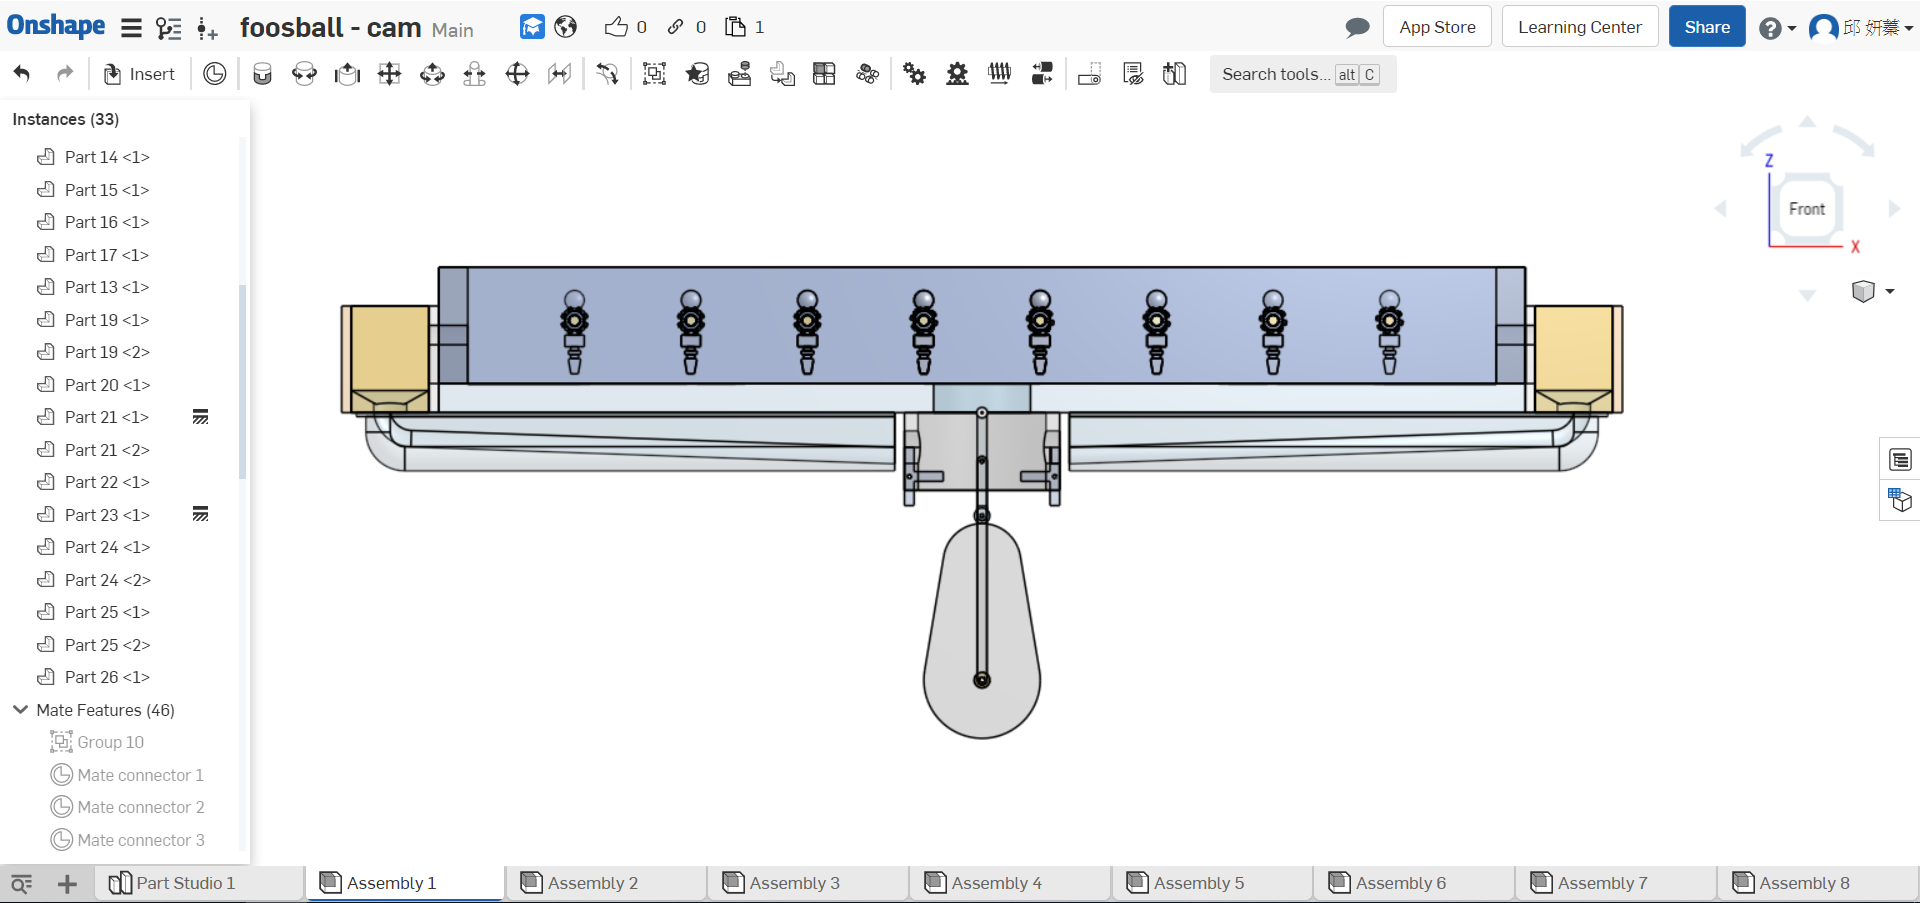 Onshape
foosball - cam Main
0
0
1
App Store
Learning Center
Share
邱 妍蓁
Insert
Search tools... alt C
Instances (33)
Part 14 <1>
Part 15 <1>
Part 16 <1>
Part 17 <1>
Part 13 <1>
Part 19 <1>
Part 19 <2>
Part 20 <1>
Part 21 <1>
Part 21 <2>
Part 22 <1>
Part 23 <1>
Part 24 <1>
Part 24 <2>
Part 25 <1>
Part 25 <2>
Part 26 <1>
Mate Features (46)
Group 10
Mate connector 1
Mate connector 2
Mate connector 3
Z
Front
X
Part Studio 1
Assembly 1
Assembly 2
Assembly 3
Assembly 4
Assembly 5
Assembly 6
Assembly 7
Assembly 8